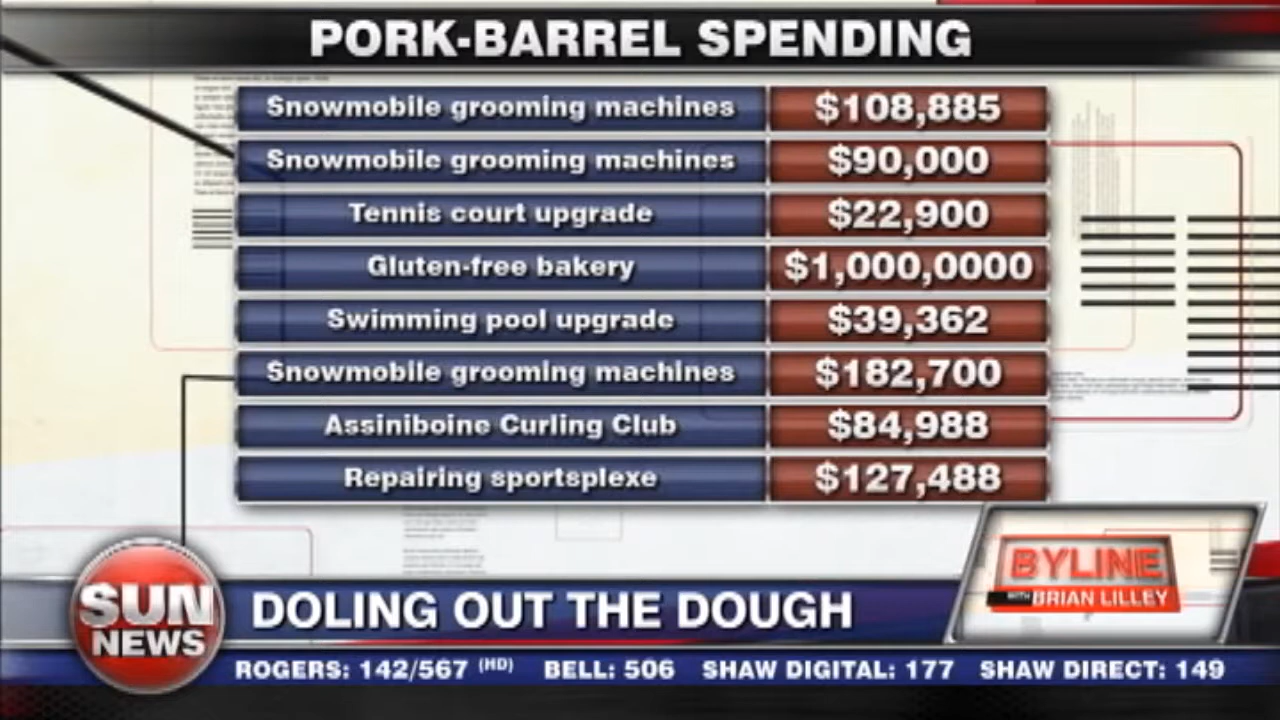 PORK-BARREL SPENDING
Snowmobile grooming machines $108,885
Snowmobile grooming machines $90,000
Tennis court upgrade $22,900
Gluten-free bakery $1,000,0000
Swimming pool upgrade $39,362
Snowmobile grooming machines $182,700
Assiniboine Curling Club $84,988
Repairing sportsplexe $127,488
BYLINE
WITH BRIAN LILLEY
SUN
NEWS
DOLING OUT THE DOUGH
ROGERS: 142/567 (HD) BELL: 506 SHAW DIGITAL: 177 SHAW DIRECT: 149